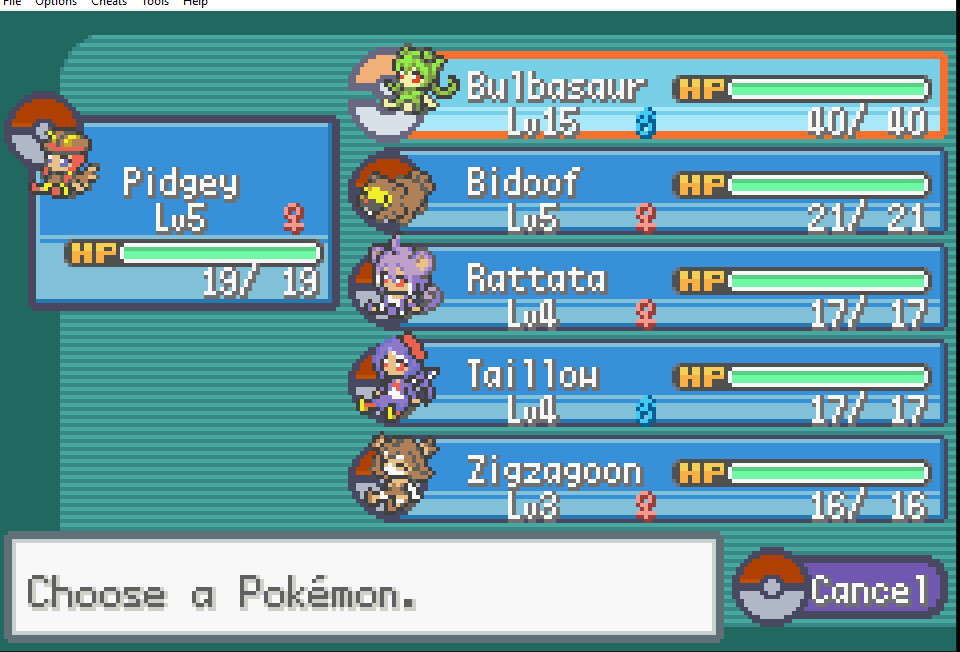 File Options Cheats Tools Help
Pidgey
Lv5 ♀
HP
19/ 19
Bulbasaur HP
Lv15 ♂ 40/ 40
Bidoof HP
Lv5 ♀ 21/ 21
Rattata HP
Lv4 ♀ 17/ 17
Taillow HP
Lv4 ♂ 17/ 17
Zigzagoon HP
Lv3 ♀ 16/ 16
Choose a Pokémon.
Cancel